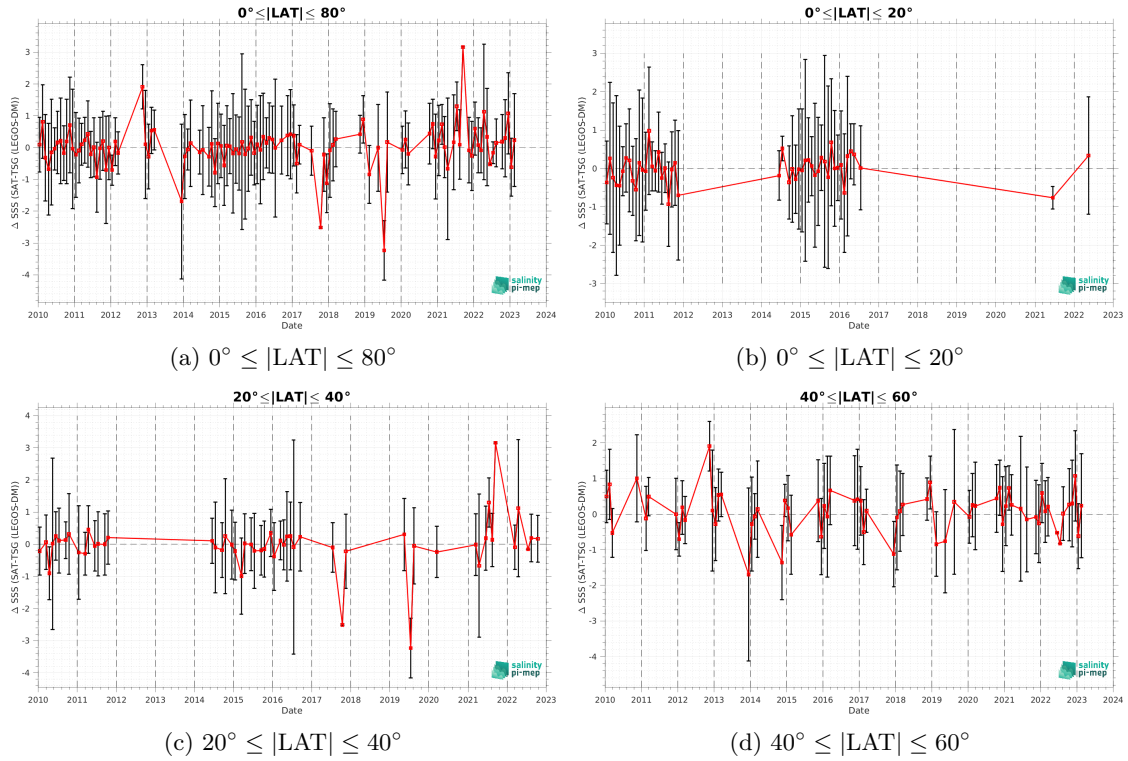 0°≤|LAT|≤ 80°
Δ SSS (SAT-TSG (LEGOS-DMI))
3
2
1
0
-1
-2
-3
-4
2010 2011 2012 2013 2014 2015 2016 2017 2018 2019 2020 2021 2022 2023 2024
Date
salinity
pi-mep
(a) 0° ≤ |LAT| ≤ 80°
0°≤|LAT|≤ 20°
Δ SSS (SAT-TSG (LEGOS-DMI))
3
2
1
0
-1
-2
-3
2010 2011 2012 2013 2014 2015 2016 2017 2018 2019 2020 2021 2022 2023
Date
salinity
pi-mep
(b) 0° ≤ |LAT| ≤ 20°
20°≤|LAT|≤ 40°
Δ SSS (SAT-TSG (LEGOS-DMI))
4
3
2
1
0
-1
-2
-3
-4
2010 2011 2012 2013 2014 2015 2016 2017 2018 2019 2020 2021 2022 2023
Date
salinity
pi-mep
(c) 20° ≤ |LAT| ≤ 40°
40°≤|LAT|≤ 60°
Δ SSS (SAT-TSG (LEGOS-DMI))
2
1
0
-1
-2
-3
-4
2010 2011 2012 2013 2014 2015 2016 2017 2018 2019 2020 2021 2022 2023 2024
Date
salinity
pi-mep
(d) 40° ≤ |LAT| ≤ 60°